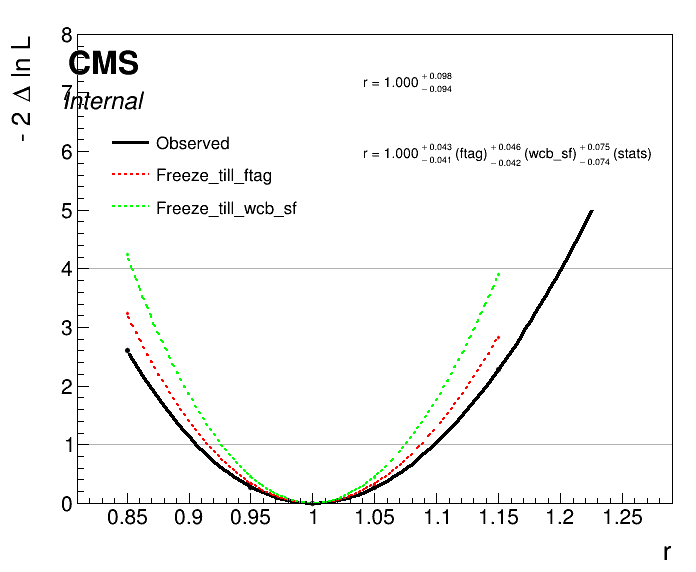 - 2 Δ ln L
8
7
6
5
4
3
2
1
0
CMS
Internal
Observed
Freeze_till_ftag
Freeze_till_wcb_sf
r = 1.000 + 0.098 - 0.094
r = 1.000 + 0.043 - 0.041 (ftag) + 0.046 - 0.042 (wcb_sf) + 0.075 - 0.074 (stats)
0.85 0.9 0.95 1 1.05 1.1 1.15 1.2 1.25
r